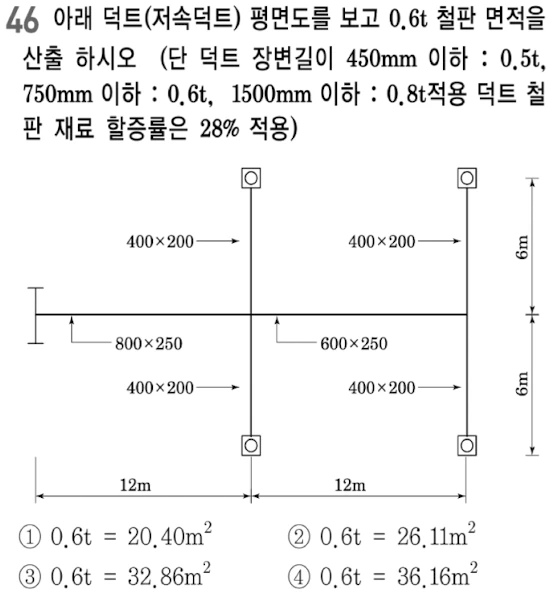 46 아래 덕트(저속덕트) 평면도를 보고 0.6t 철판 면적을
산출 하시오 (단 덕트 장변길이 450mm 이하 : 0.5t,
750mm 이하 : 0.6t, 1500mm 이하 : 0.8t적용 덕트 철
판 재료 할증률은 28% 적용)
400×200
400×200
6m
800×250
600×250
400×200
400×200
6m
12m
12m
① 0.6t = 20.40m²
② 0.6t = 26.11m²
③ 0.6t = 32.86m²
④ 0.6t = 36.16m²